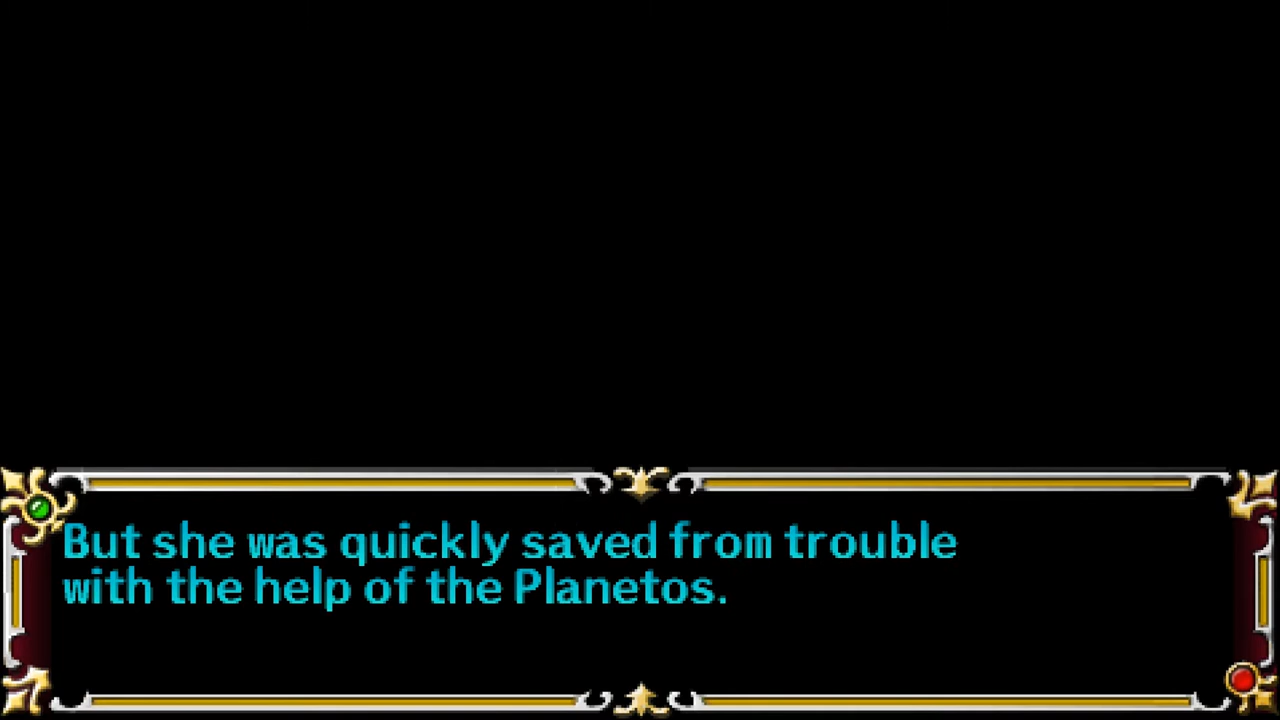 But she was quickly saved from trouble
with the help of the Planetos.